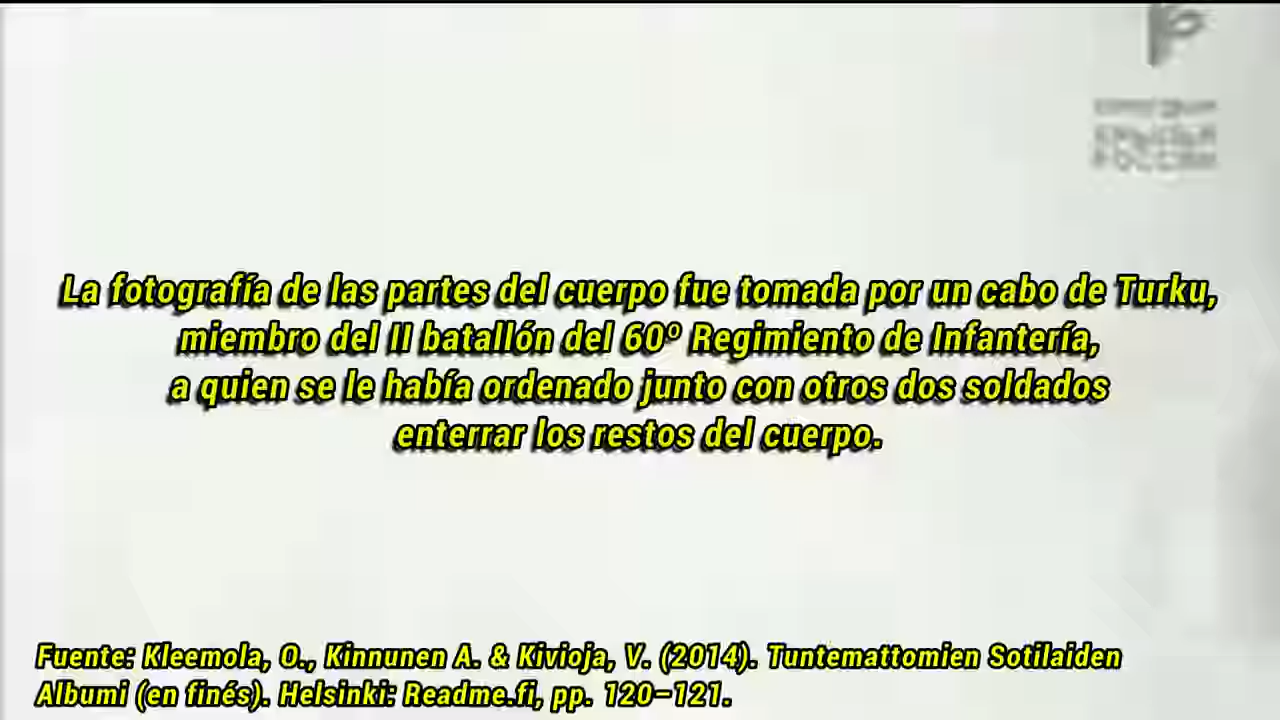 La fotografía de las partes del cuerpo fue tomada por un cabo de Turku,
miembro del II batallón del 60º Regimiento de Infantería,
a quien se le había ordenado junto con otros dos soldados
enterrar los restos del cuerpo.
Fuente: Kleemola, O., Kinnunen A. & Kivioja, V. (2014). Tuntemattomien Sotilaiden
Albumi (en finés). Helsinki: Readme.fi, pp. 120–121.